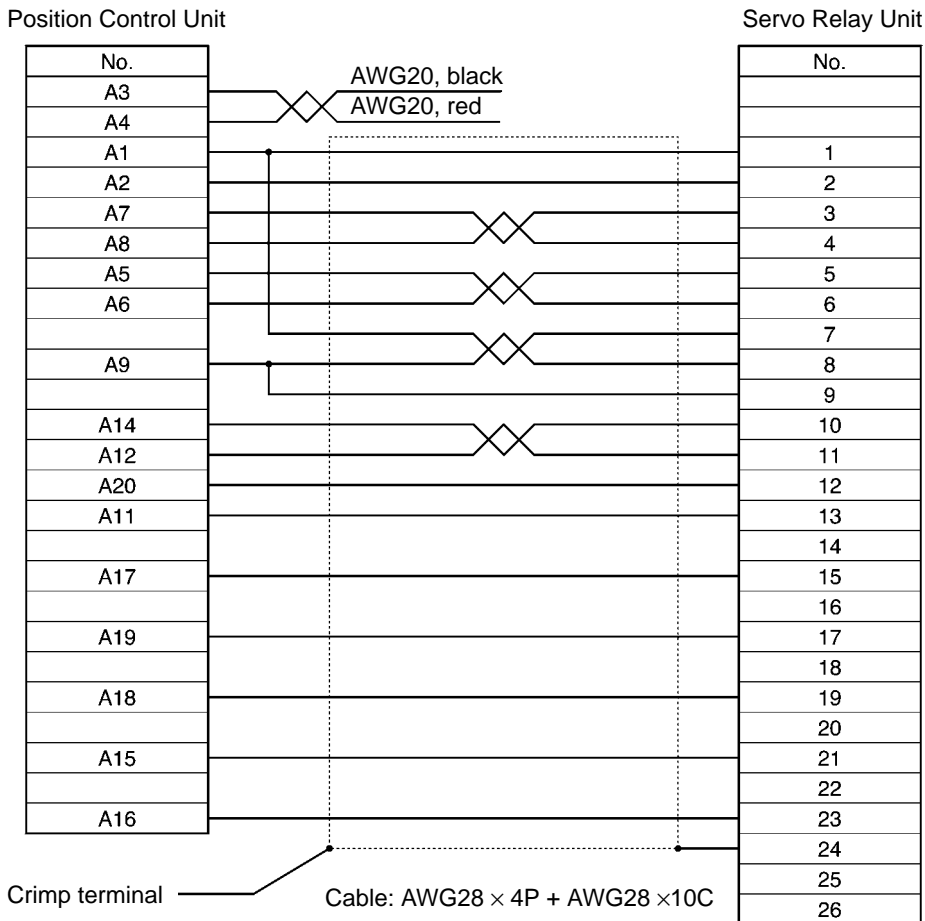 Position Control Unit Servo Relay Unit
No. No.
A3 AWG20, black
A4 AWG20, red
A1 1
A2 2
A7 3
A8 4
A5 5
A6 6
7
A9 8
9
A14 10
A12 11
A20 12
A11 13
14
A17 15
16
A19 17
18
A18 19
20
A15 21
22
A16 23
24
25
Crimp terminal Cable: AWG28 × 4P + AWG28 ×10C
26